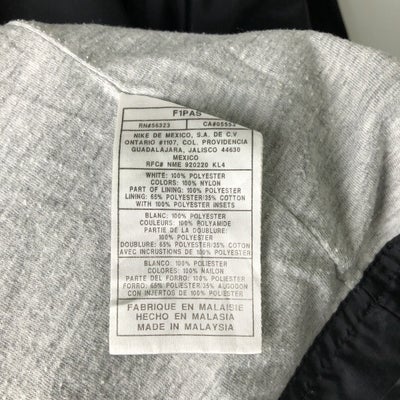 F1PAS
RN#56323 CA#05553
NIKE DE MEXICO, S.A. DE C.V
ONTARIO #1107, COL. PROVIDENCIA
GUADALAJARA, JALISCO 44630
MEXICO
RFC# NME 920220 KL4
WHITE: 100% POLYESTER
COLORS: 100% NYLON
PART OF LINING: 100% POLYESTER
LINING: 65% POLYESTER/35% COTTON
WITH 100% POLYESTER INSETS
BLANC: 100% POLYESTER
COULEURS: 100% POLYAMIDE
PARTIE DE LA DOUBLURE:
100% POLYESTER
DOUBLURE: 65% POLYESTER/35% COTON
AVEC INCRUSTIONS DE 100% POLYESTER
BLANCO: 100% POLIESTER
COLORES: 100% NAILON
PARTE DEL FORRO: 100% POLIESTER
FORRO: 65% POLIESTER/35% ALGODON
CON INJERTOS DE 100% POLIESTER
FABRIQUE EN MALAISIE
HECHO EN MALASIA
MADE IN MALAYSIA